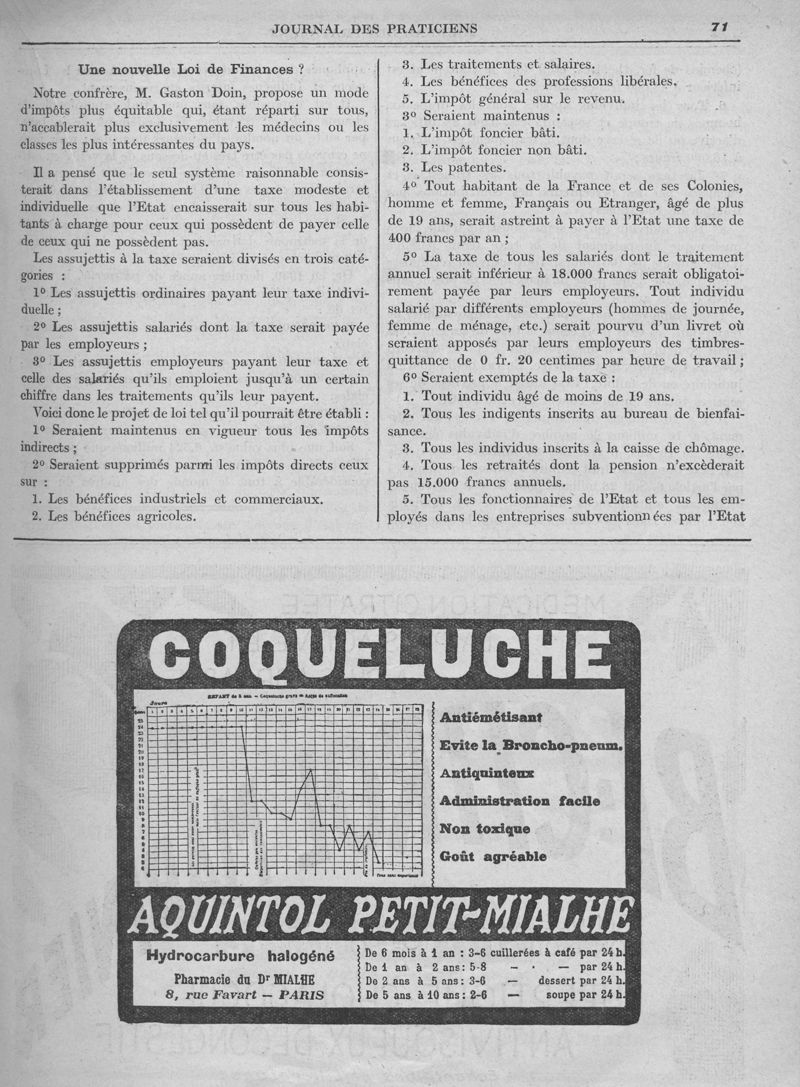 JOURNAL DES PRATICIENS
71
Une nouvelle Loi de Finances ?
Notre confrère, M. Gaston Doin, propose un mode
d'impôts plus équitable qui, étant réparti sur tous,
n'accablerait plus exclusivement les médecins ou les
classes les plus intéressantes du pays.
Il a pensé que le seul système raisonnable consis-
terait dans l'établissement d'une taxe modeste et
individuelle que l'Etat encaisserait sur tous les habi-
tants à charge pour ceux qui possèdent de payer celle
de ceux qui ne possèdent pas.
Les assujettis à la taxe seraient divisés en trois caté-
gories :
1º Les assujettis ordinaires payant leur taxe indivi-
duelle ;
2º Les assujettis salariés dont la taxe serait payée
par les employeurs ;
3º Les assujettis employeurs payant leur taxe et
celle des salariés qu'ils emploient jusqu'à un certain
chiffre dans les traitements qu'ils leur payent.
Voici donc le projet de loi tel qu'il pourrait être établi :
1º Seraient maintenus en vigueur tous les impôts
indirects ;
2º Seraient supprimés parmi les impôts directs ceux
sur :
1. Les bénéfices industriels et commerciaux.
2. Les bénéfices agricoles.
3. Les traitements et salaires.
4. Les bénéfices des professions libérales.
5. L'impôt général sur le revenu.
3º Seraient maintenus :
1. L'impôt foncier bâti.
2. L'impôt foncier non bâti.
3. Les patentes.
4º Tout habitant de la France et de ses Colonies,
homme et femme, Français ou Etranger, âgé de plus
de 19 ans, serait astreint à payer à l'Etat une taxe de
400 francs par an ;
5º La taxe de tous les salariés dont le traitement
annuel serait inférieur à 18.000 francs serait obligatoi-
rement payée par leurs employeurs. Tout individu
salarié par différents employeurs (hommes de journée,
femme de ménage, etc.) serait pourvu d'un livret où
seraient apposés par leurs employeurs des timbres-
quittance de 0 fr. 20 centimes par heure de travail ;
6º Seraient exemptés de la taxe :
1. Tout individu âgé de moins de 19 ans.
2. Tous les indigents inscrits au bureau de bienfai-
sance.
3. Tous les individus inscrits à la caisse de chômage.
4. Tous les retraités dont la pension n'excèderait
pas 15.000 francs annuels.
5. Tous les fonctionnaires de l'Etat et tous les em-
ployés dans les entreprises subventionnées par l'Etat
COQUELUCHE
Jours
Antiémétisant
Evite la Broncho-pneum.
Antiquinteux
Administration facile
Non toxique
Goût agréable
AQUINTOL PETIT-MIALHE
Hydrocarbure halogéné
Pharmacie du Dr MIALHE
8, rue Favart — PARIS
De 6 mois à 1 an : 3-6 cuillerées à café par 24 h.
De 1 an à 2 ans : 5-8 — - — par 24 h.
De 2 ans à 5 ans : 3-6 — dessert par 24 h.
De 5 ans à 10 ans : 2-6 — soupe par 24 h.